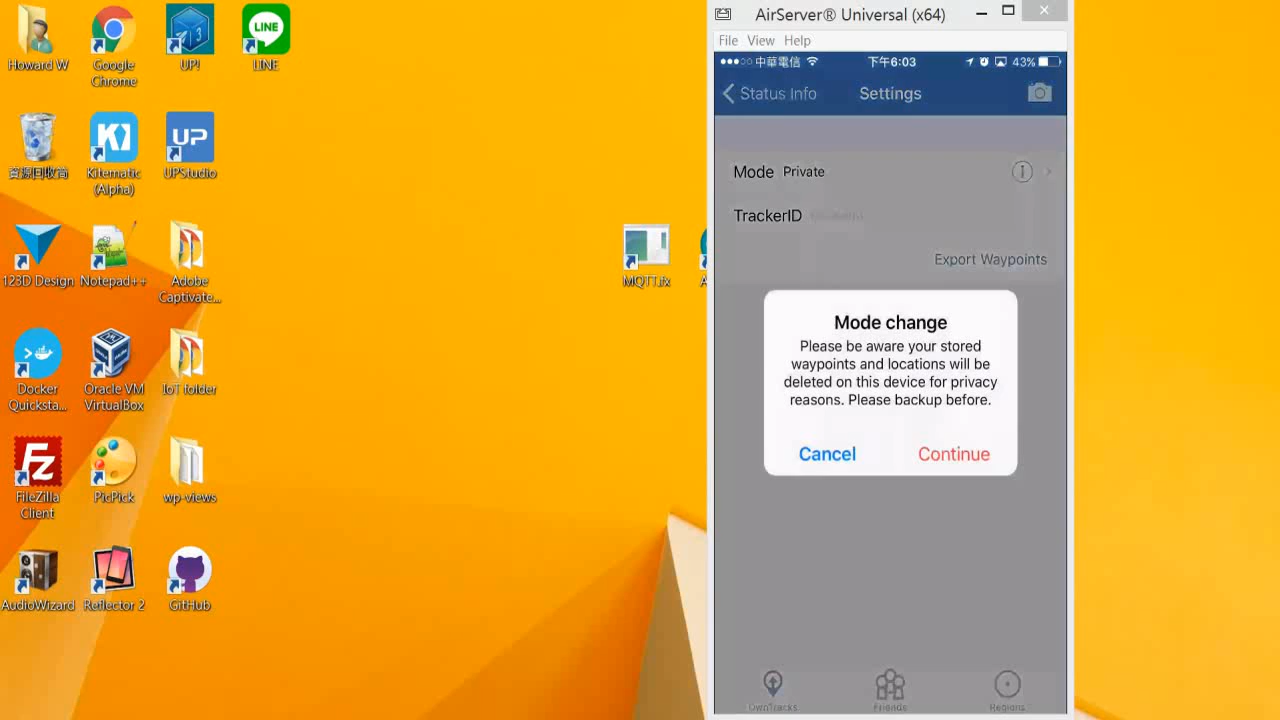 Howard W
Google Chrome
UP!
LINE
LINE
資源回收筒
Kitematic (Alpha)
UP
UPStudio
123D Design
Notepad++
Adobe Captivate...
MQTT.fx
Docker Quicksta...
Oracle VM VirtualBox
IoT folder
FileZilla Client
PicPick
wp-views
AudioWizard
Reflector 2
GitHub
AirServer® Universal (x64)
File View Help
中華電信 下午6:03 43%
Status Info Settings
Mode Private
TrackerID
Export Waypoints
Mode change
Please be aware your stored
waypoints and locations will be
deleted on this device for privacy
reasons. Please backup before.
Cancel Continue
OwnTracks Friends Regions